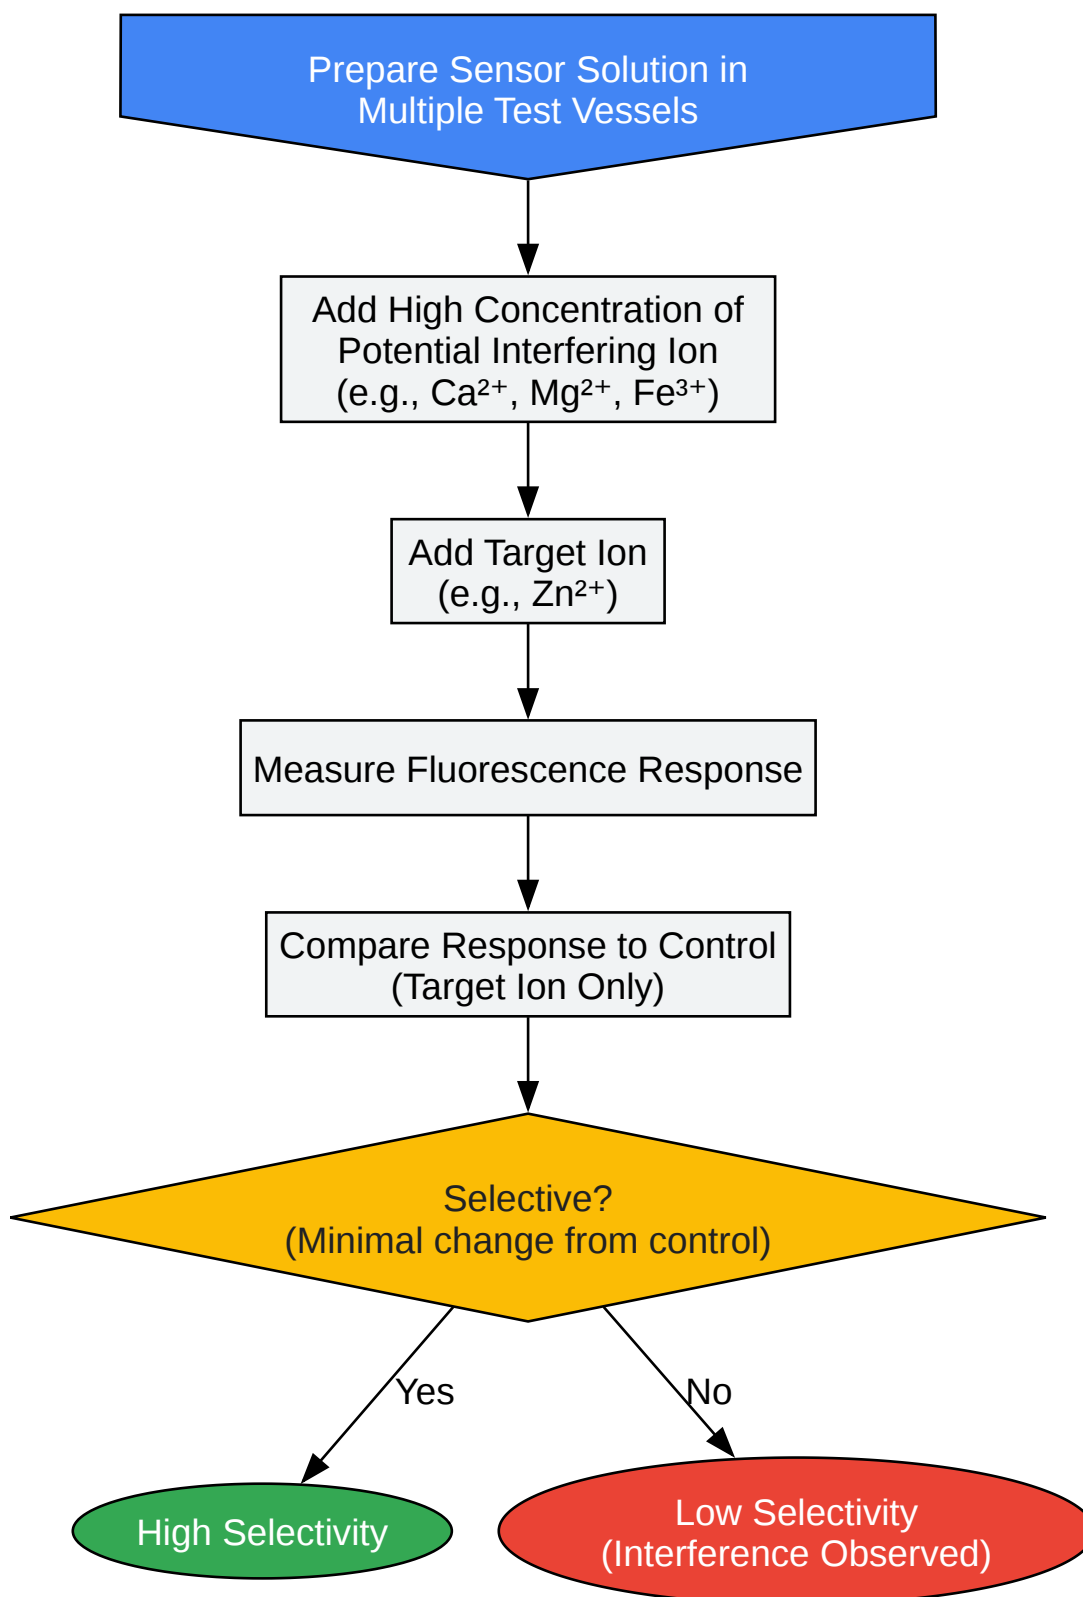 Prepare Sensor Solution in
Multiple Test Vessels
Add High Concentration of
Potential Interfering Ion
(e.g., Ca²⁺, Mg²⁺, Fe³⁺)
Add Target Ion
(e.g., Zn²⁺)
Measure Fluorescence Response
Compare Response to Control
(Target Ion Only)
Selective?
(Minimal change from control)
Yes
No
High Selectivity
Low Selectivity
(Interference Observed)